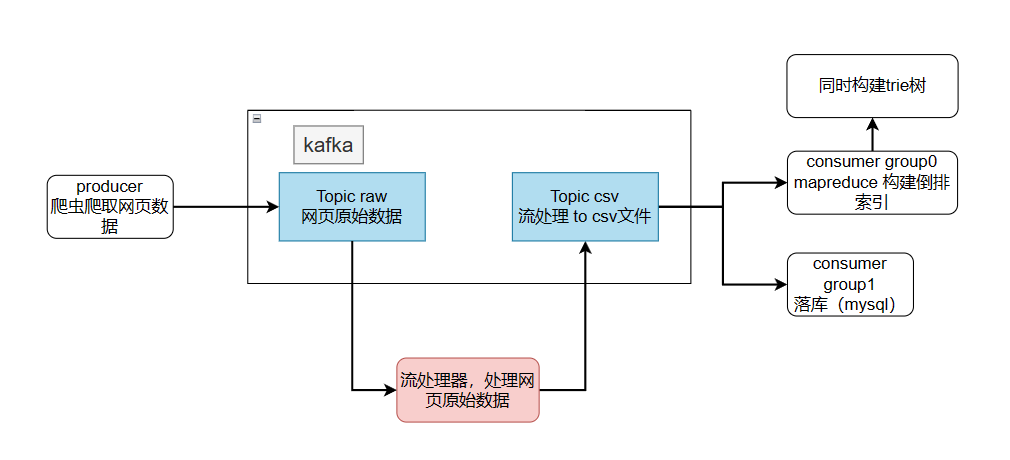 同时构建trie树
kafka
consumer group0
mapreduce 构建倒排
索引
producer
爬虫爬取网页数
据
Topic raw
网页原始数据
Topic csv
流处理 to csv文件
consumer
group1
落库（mysql）
流处理器，处理网
页原始数据